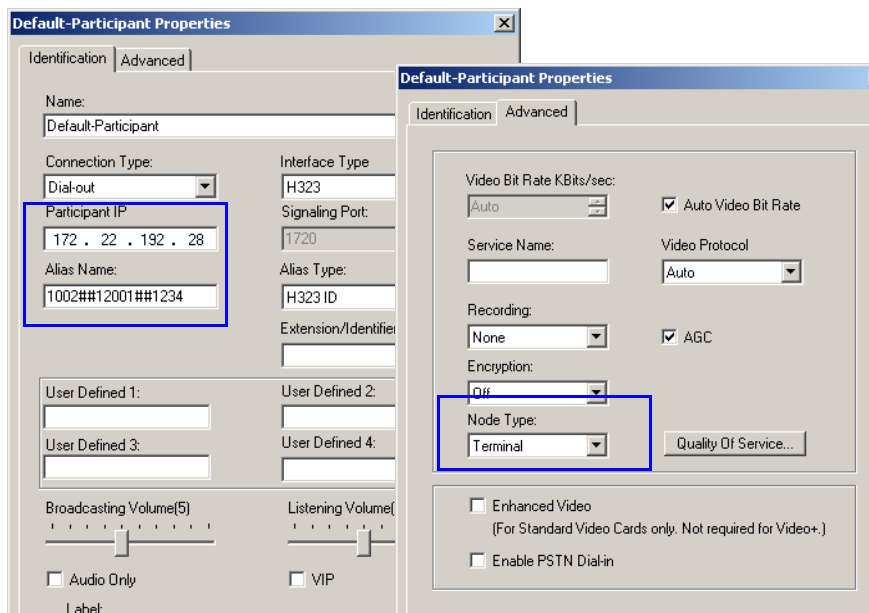 Default-Participant Properties
Identification Advanced
Name:
Default-Participant
Connection Type: Interface Type
Dial-out H323
Participant IP Signaling Port:
172 . 22 . 192 . 28 1720
Alias Name: Alias Type:
1002##12001##1234 H323 ID
Extension/Identifier
User Defined 1: User Defined 2:
User Defined 3: User Defined 4:
Broadcasting Volume(5) Listening Volume(
Audio Only VIP
Label:
Default-Participant Properties
Identification Advanced
Video Bit Rate KBits/sec:
Auto Auto Video Bit Rate
Service Name: Video Protocol
Auto
Recording:
None AGC
Encryption:
Off
Node Type:
Terminal Quality Of Service...
Enhanced Video
(For Standard Video Cards only. Not required for Video+.)
Enable PSTN Dial-in